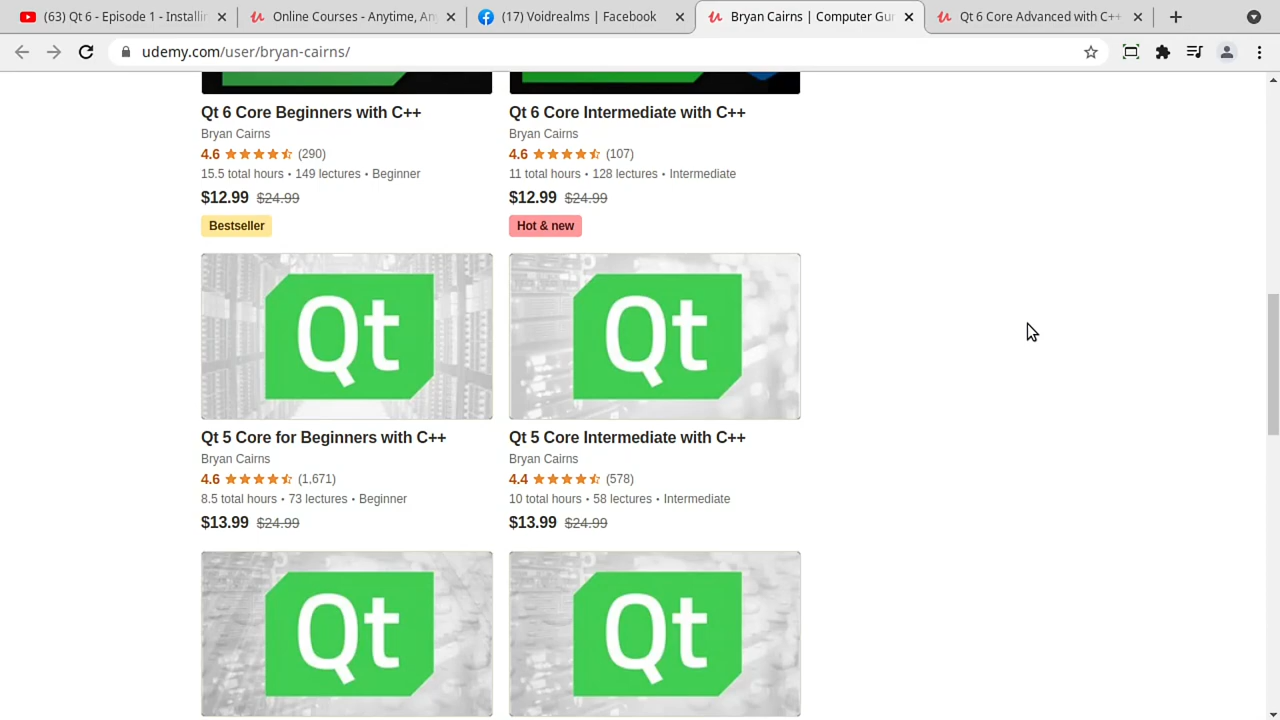 (63) Qt 6 - Episode 1 - Installin
Online Courses - Anytime, An
(17) Voidrealms | Facebook
Bryan Cairns | Computer Gur
Qt 6 Core Advanced with C++
udemy.com/user/bryan-cairns/
Qt 6 Core Beginners with C++
Bryan Cairns
4.6 (290)
15.5 total hours • 149 lectures • Beginner
$12.99 $24.99
Bestseller
Qt 6 Core Intermediate with C++
Bryan Cairns
4.6 (107)
11 total hours • 128 lectures • Intermediate
$12.99 $24.99
Hot & new
Qt
Qt 5 Core for Beginners with C++
Bryan Cairns
4.6 (1,671)
8.5 total hours • 73 lectures • Beginner
$13.99 $24.99
Qt
Qt 5 Core Intermediate with C++
Bryan Cairns
4.4 (578)
10 total hours • 58 lectures • Intermediate
$13.99 $24.99
Qt
Qt